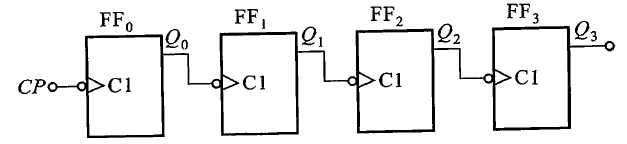 FF₀ FF₁ FF₂ FF₃
Q₀ Q₁ Q₂ Q₃
CP C1 C1 C1 C1